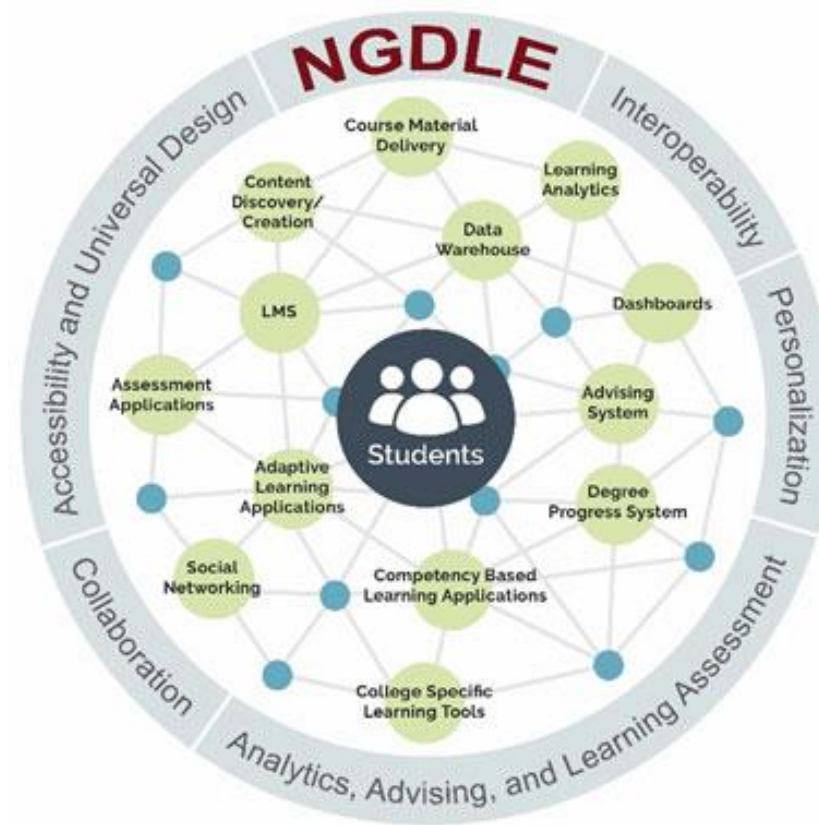 NGDLE
Interoperability
Personalization
Analytics, Advising, and Learning Assessment
Collaboration
Accessibility and Universal Design
Course Material
Delivery
Learning
Analytics
Content
Discovery/
Creation
Data
Warehouse
LMS
Dashboards
Assessment
Applications
Advising
System
Students
Adaptive
Learning
Applications
Degree
Progress System
Social
Networking
Competency Based
Learning Applications
College Specific
Learning Tools